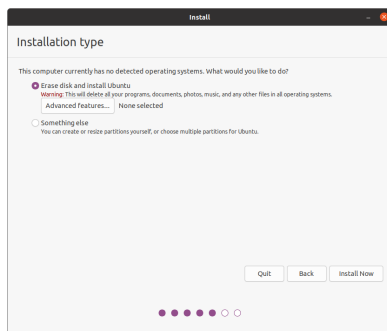 Install
Installation type
This computer currently has no detected operating systems. What would you like to do?
Erase disk and install Ubuntu
Warning: This will delete all your programs, documents, photos, music, and any other files in all operating systems.
Advanced features... None selected
Something else
You can create or resize partitions yourself, or choose multiple partitions for Ubuntu.
Quit Back Install Now